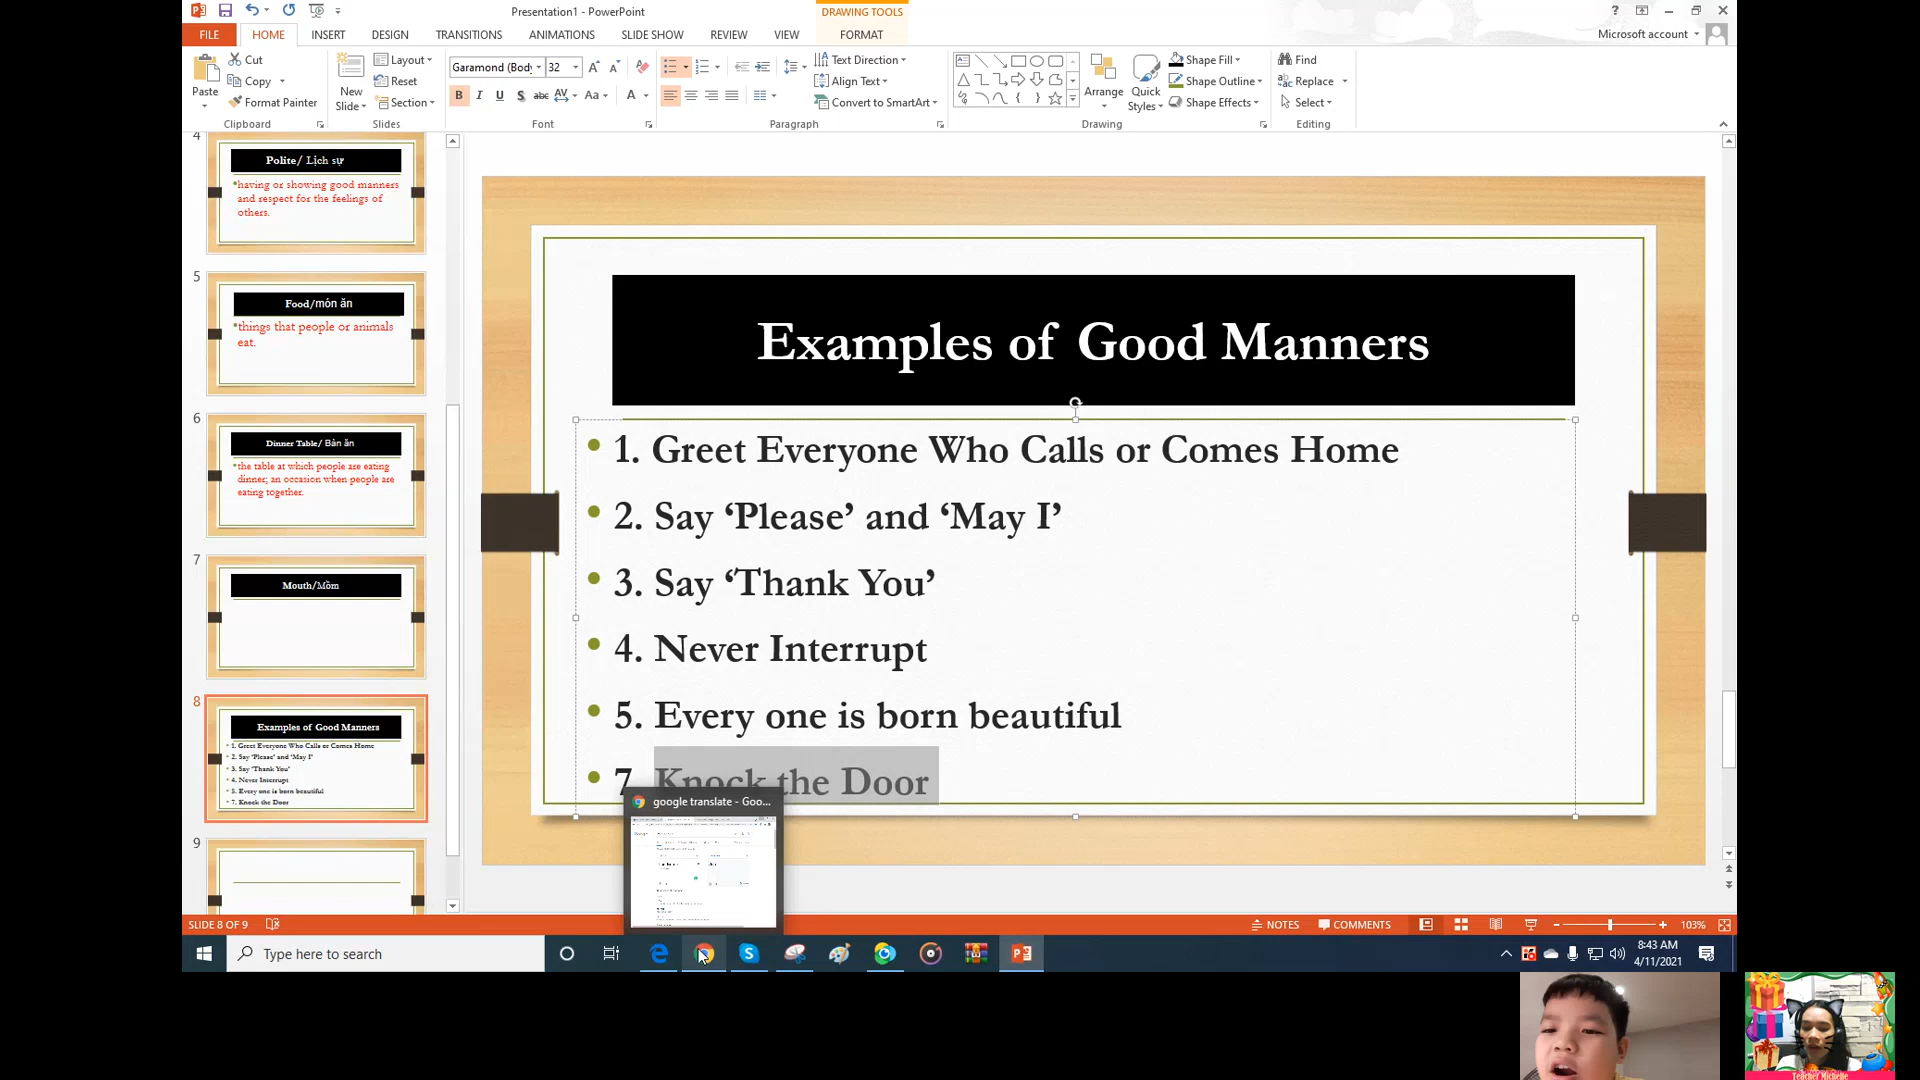 Presentation1 - PowerPoint
DRAWING TOOLS
FILE HOME INSERT DESIGN TRANSITIONS ANIMATIONS SLIDE SHOW REVIEW VIEW FORMAT
Microsoft account
Paste
Cut
Copy
Format Painter
Clipboard
New Slide
Layout
Reset
Section
Slides
Garamond (Body 32
Font
Text Direction
Align Text
Convert to SmartArt
Paragraph
Arrange
Quick Styles
Shape Fill
Shape Outline
Shape Effects
Drawing
Find
Replace
Select
Editing
4
Polite/ Lịch sự
having or showing good manners
and respect for the feelings of
others.
5
Food/món ăn
things that people or animals
eat.
6
Dinner Table/ Bàn ăn
the table at which people are eating
dinner; an occasion when people are
eating together.
7
Mouth/Mồm
8
Examples of Good Manners
1. Greet Everyone Who Calls or Comes Home
2. Say ‘Please’ and ‘May I’
3. Say ‘Thank You’
4. Never Interrupt
5. Every one is born beautiful
7. Knock the Door
9
Examples of Good Manners
1. Greet Everyone Who Calls or Comes Home
2. Say ‘Please’ and ‘May I’
3. Say ‘Thank You’
4. Never Interrupt
5. Every one is born beautiful
7. Knock the Door
google translate - Goo...
SLIDE 8 OF 9
NOTES
COMMENTS
103%
Type here to search
8:43 AM
4/11/2021
Teacher Michelle